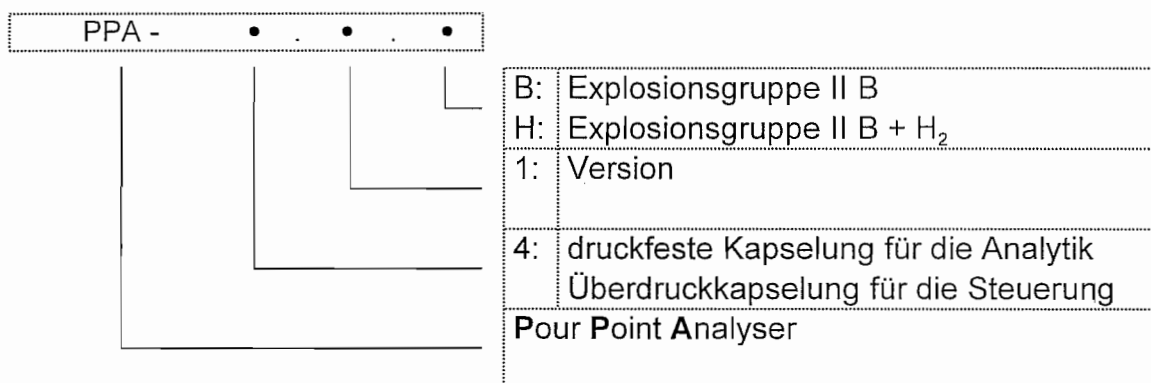 PPA - • . • . •
B: Explosionsgruppe II B
H: Explosionsgruppe II B + H₂
1: Version
4: druckfeste Kapselung für die Analytik
Überdruckkapselung für die Steuerung
Pour Point Analyser